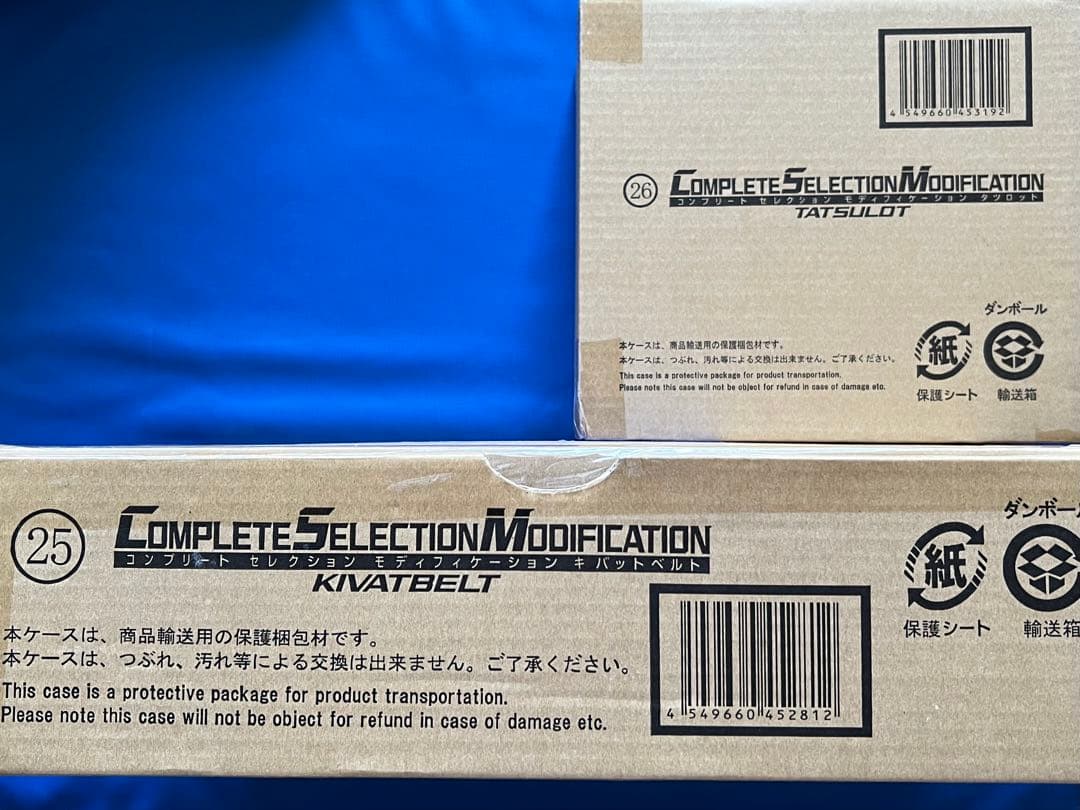 4 549660 453192
26 COMPLETE SELECTION MODIFICATION
コンプリート セレクション モディフィケーション タツロット
TATSULOT
ダンボール
紙
本ケースは、商品輸送用の保護梱包材です。
本ケースは、つぶれ、汚れ等による交換は出来ません。ご了承ください。
This case is a protective package for product transportation.
Please note this case will not be object for refund in case of damage etc.
保護シート 輸送箱
25 COMPLETE SELECTION MODIFICATION
コンプリート セレクション モディフィケーション キバットベルト
KIVATBELT
ダンボール
紙
保護シート 輸送箱
本ケースは、商品輸送用の保護梱包材です。
本ケースは、つぶれ、汚れ等による交換は出来ません。ご了承ください。
This case is a protective package for product transportation.
Please note this case will not be object for refund in case of damage etc.
4 549660 452812